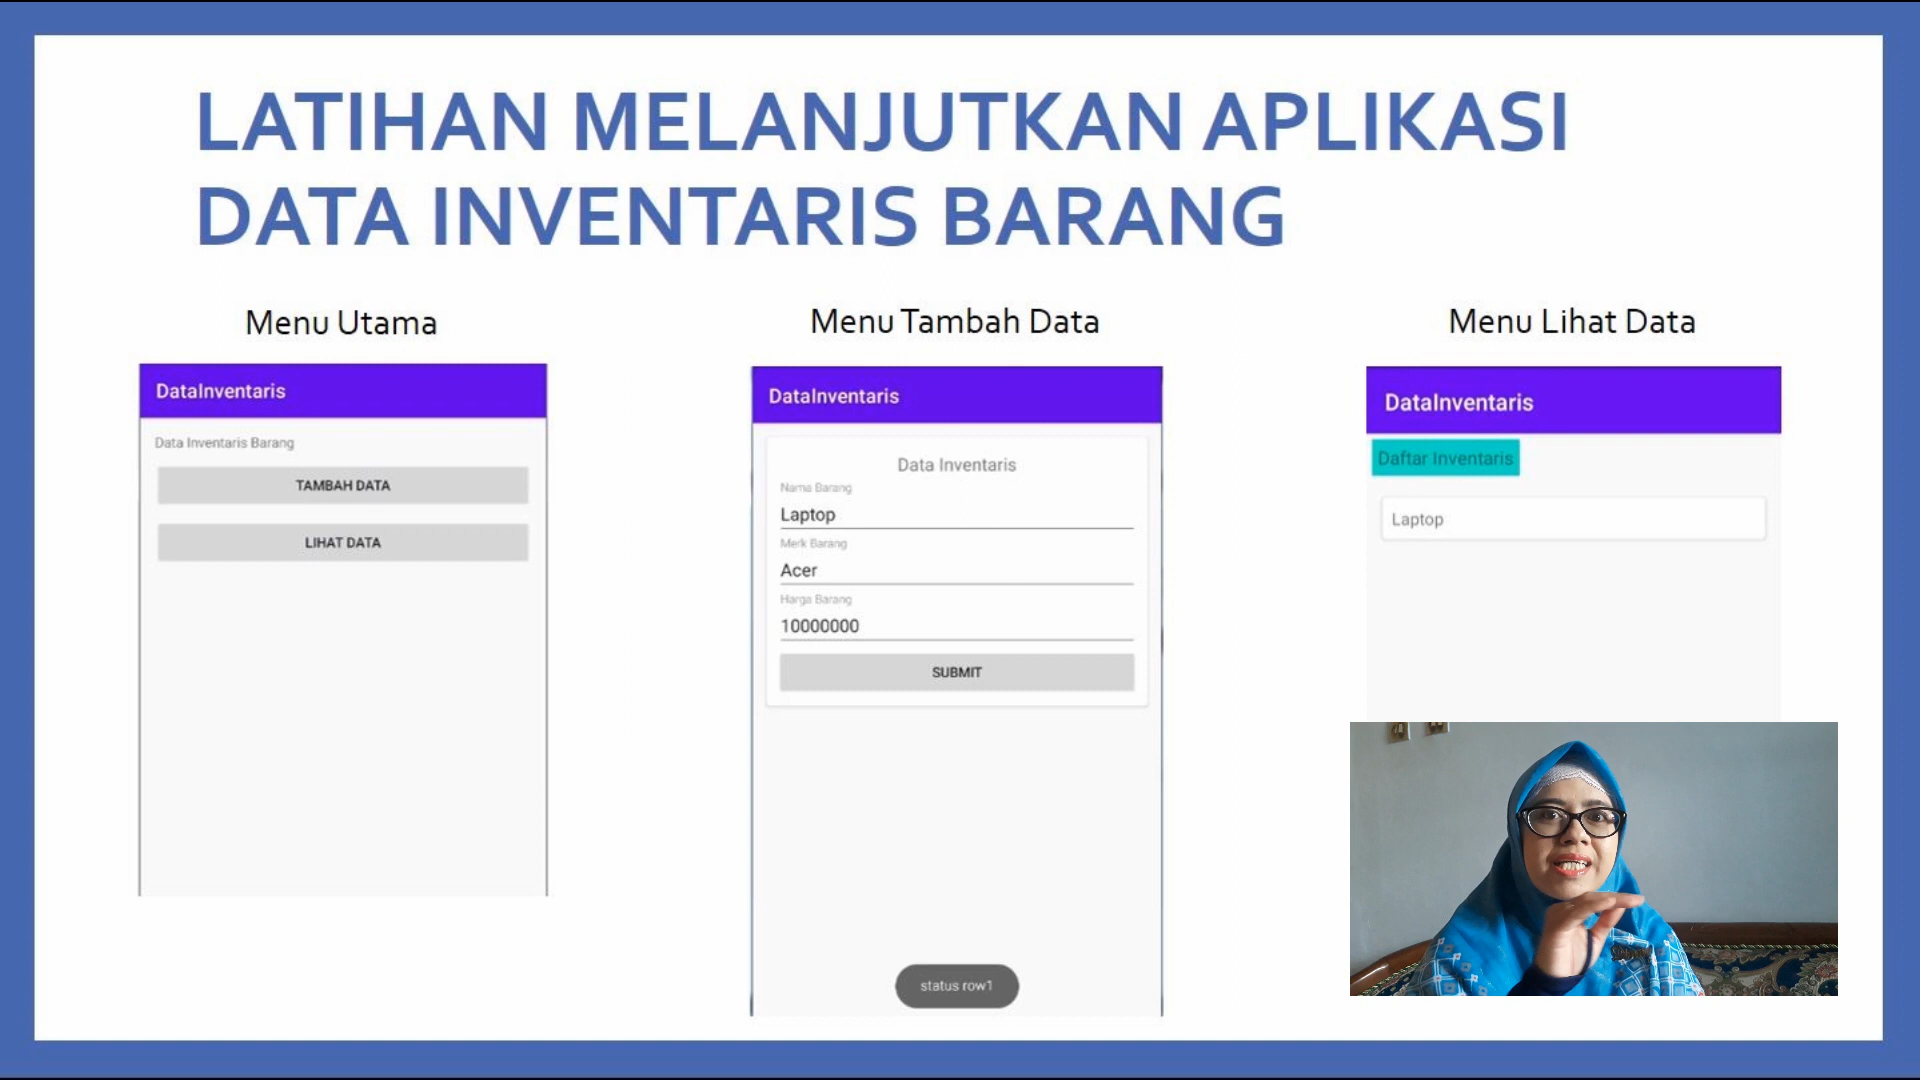 LATIHAN MELANJUTKAN APLIKASI
DATA INVENTARIS BARANG
Menu Utama
DataInventaris
Data Inventaris Barang
TAMBAH DATA
LIHAT DATA
Menu Tambah Data
DataInventaris
Data Inventaris
Nama Barang
Laptop
Merk Barang
Acer
Harga Barang
10000000
SUBMIT
status row1
Menu Lihat Data
DataInventaris
Daftar Inventaris
Laptop